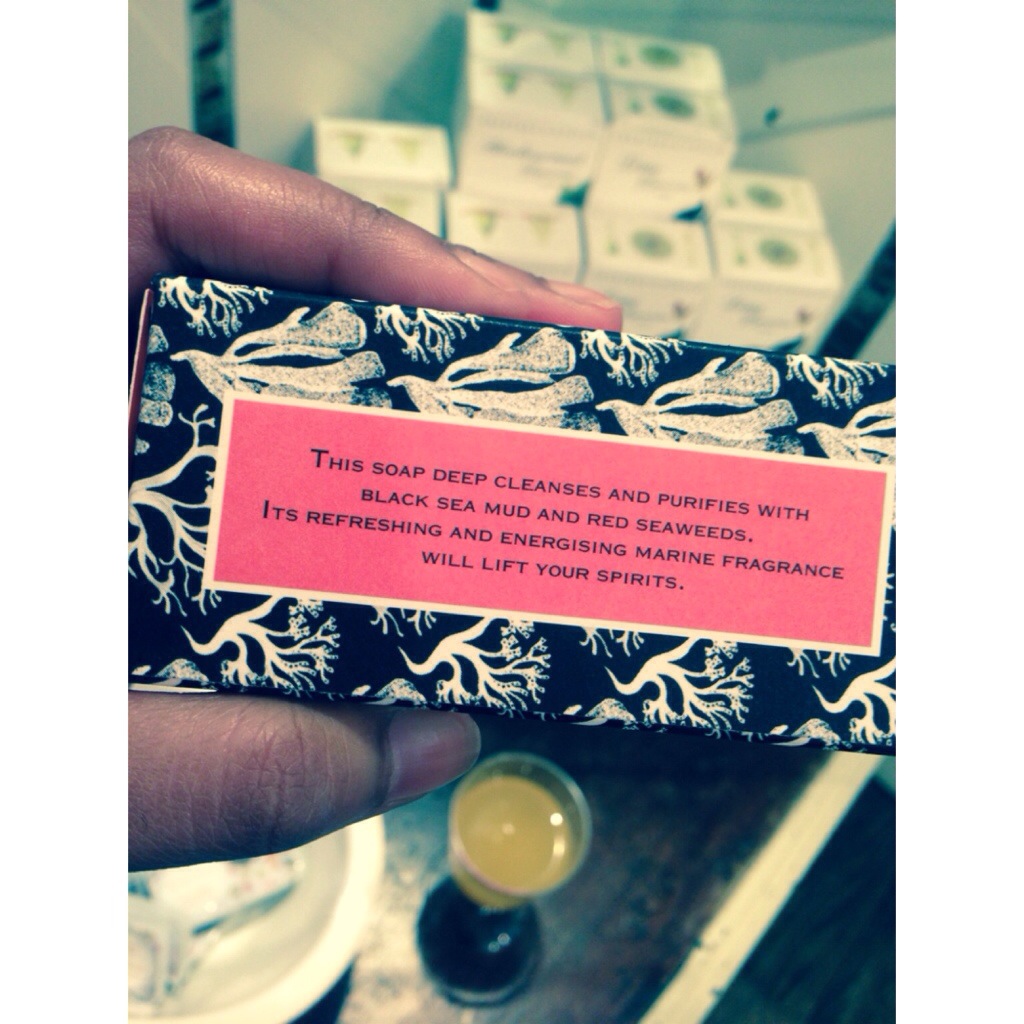 THIS SOAP DEEP CLEANSES AND PURIFIES WITH
BLACK SEA MUD AND RED SEAWEEDS.
ITS REFRESHING AND ENERGISING MARINE FRAGRANCE
WILL LIFT YOUR SPIRITS.